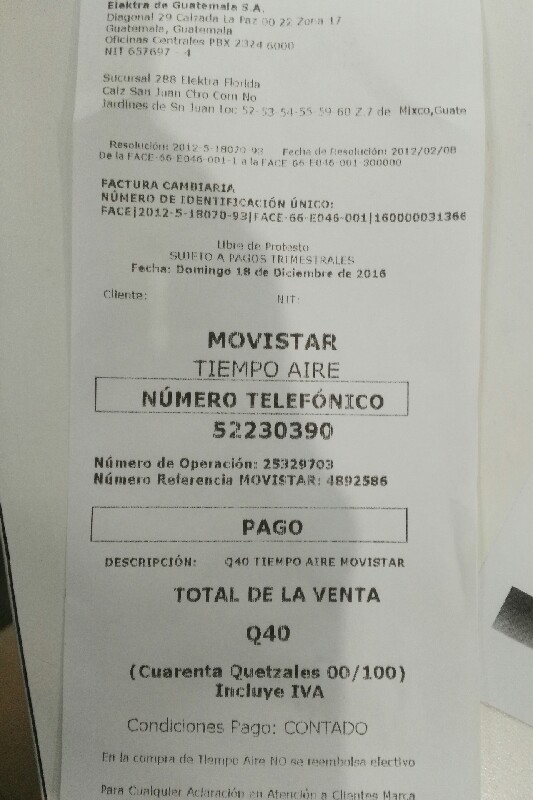 Elektra de Guatemala S.A.
Diagonal 29 Calzada La Paz 00 22 Zona 17
Guatemala, Guatemala
Oficinas Centrales PBX 2324 6000
NIT 657697 - 4
Sucursal 788 Elektra Florida
Calz San Juan Ctro Com No
Jardines de Sn Juan Loc 52-53-54-55-59-60 Z 7 de Mixco,Guate
Resolución: 2012-5-18070-93 Fecha de Resolución: 2012/02/08
De la FACE-66-E046-001-1 a la FACE-66-E046-001-300000
FACTURA CAMBIARIA
NÚMERO DE IDENTIFICACIÓN ÚNICO:
FACE|2012-5-18070-93|FACE-66-E046-001|160000031366
Libre de Protesto
SUJETO A PAGOS TRIMESTRALES
Fecha: Domingo 18 de Diciembre de 2016
Cliente: NIT:
MOVISTAR
TIEMPO AIRE
NÚMERO TELEFÓNICO
52230390
Número de Operación: 25329703
Número Referencia MOVISTAR: 4892586
PAGO
DESCRIPCIÓN: Q40 TIEMPO AIRE MOVISTAR
TOTAL DE LA VENTA
Q40
(Cuarenta Quetzales 00/100)
Incluye IVA
Condiciones Pago: CONTADO
En la compra de Tiempo Aire NO se reembolsa efectivo
Para Cualquier Aclaración en Atención a Clientes Marca